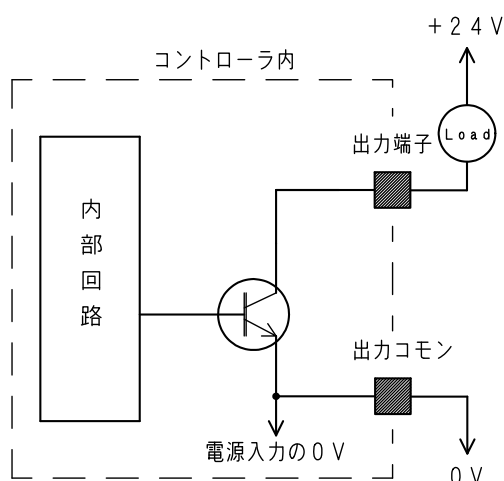 +24V
コントローラ内
出力端子
Load
内部回路
出力コモン
電源入力の0V
0V